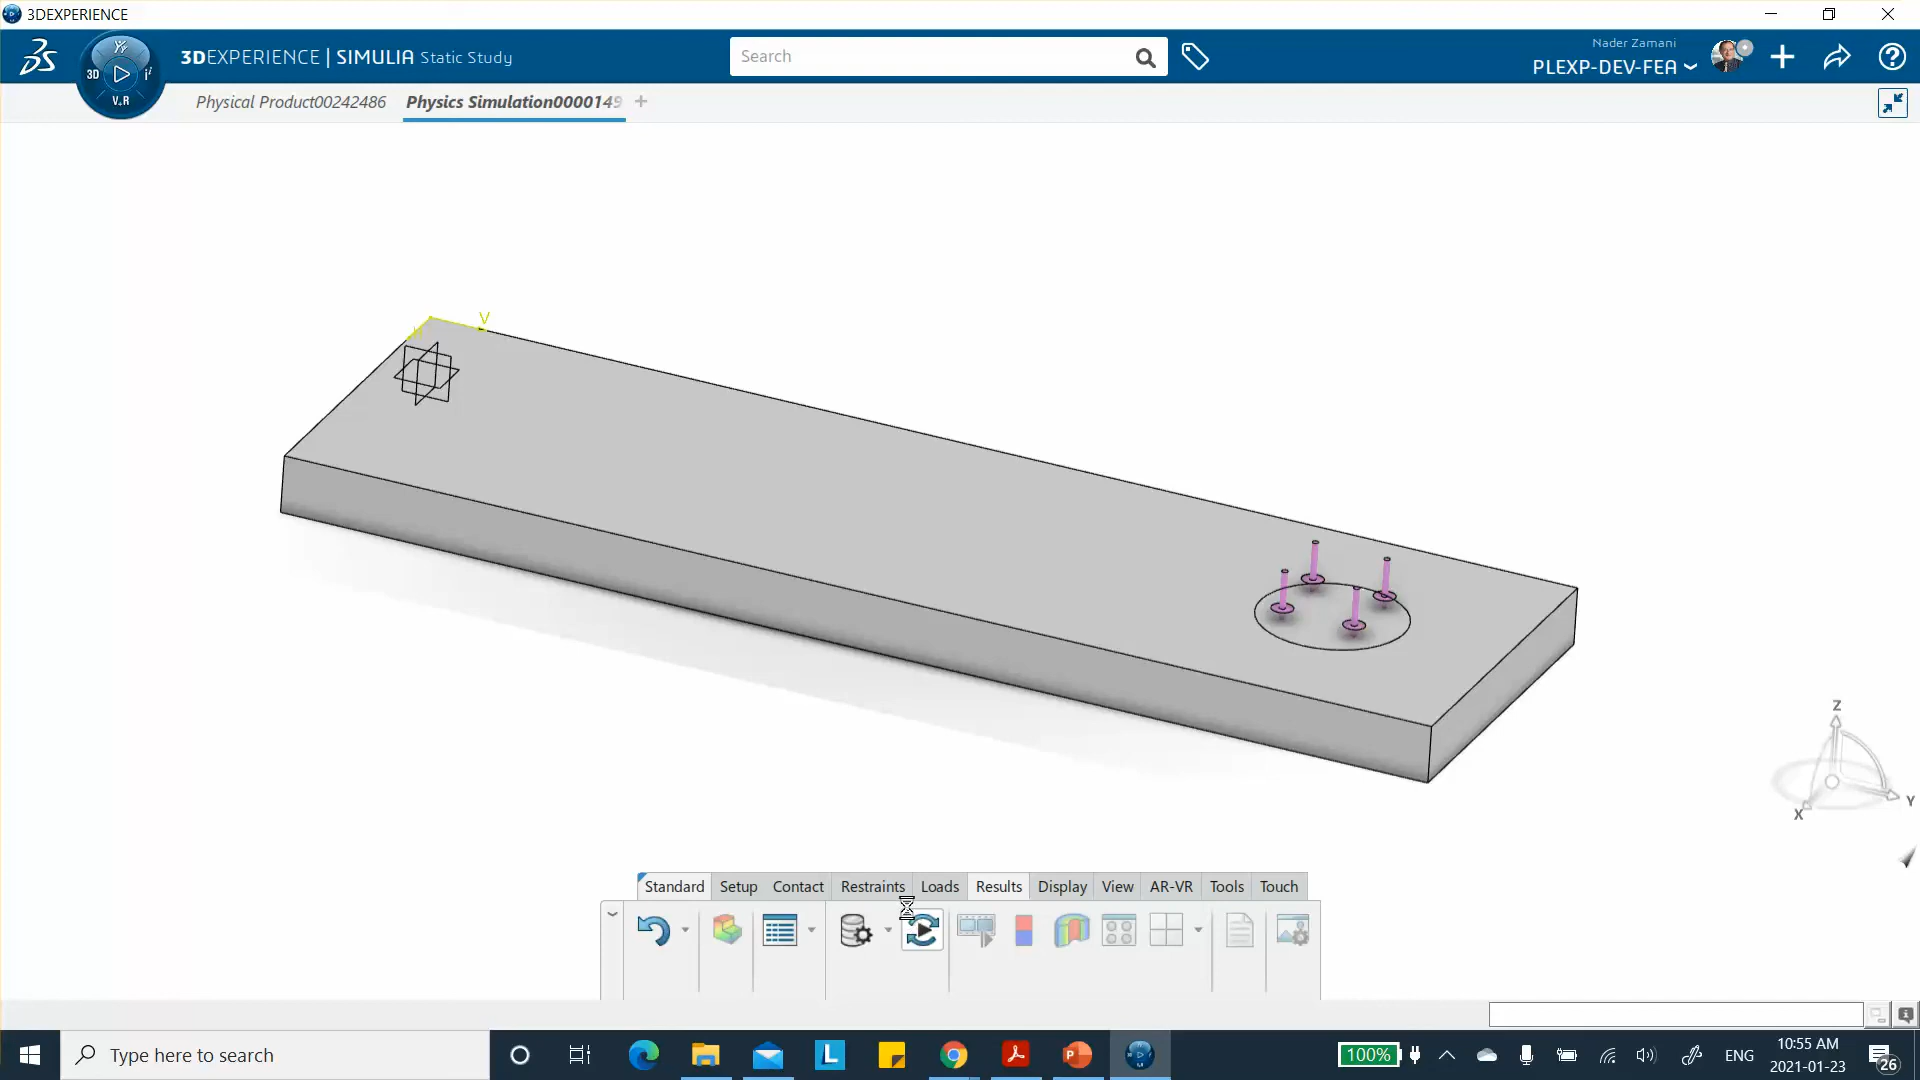 3DEXPERIENCE
3DEXPERIENCE | SIMULIA Static Study
Search
Nader Zamani
PLEXP-DEV-FEA
3D
V.R
Physical Product00242486
Physics Simulation0000149
V
Z
Y
X
Standard
Setup
Contact
Restraints
Loads
Results
Display
View
AR-VR
Tools
Touch
Type here to search
100%
ENG
10:55 AM
2021-01-23
26